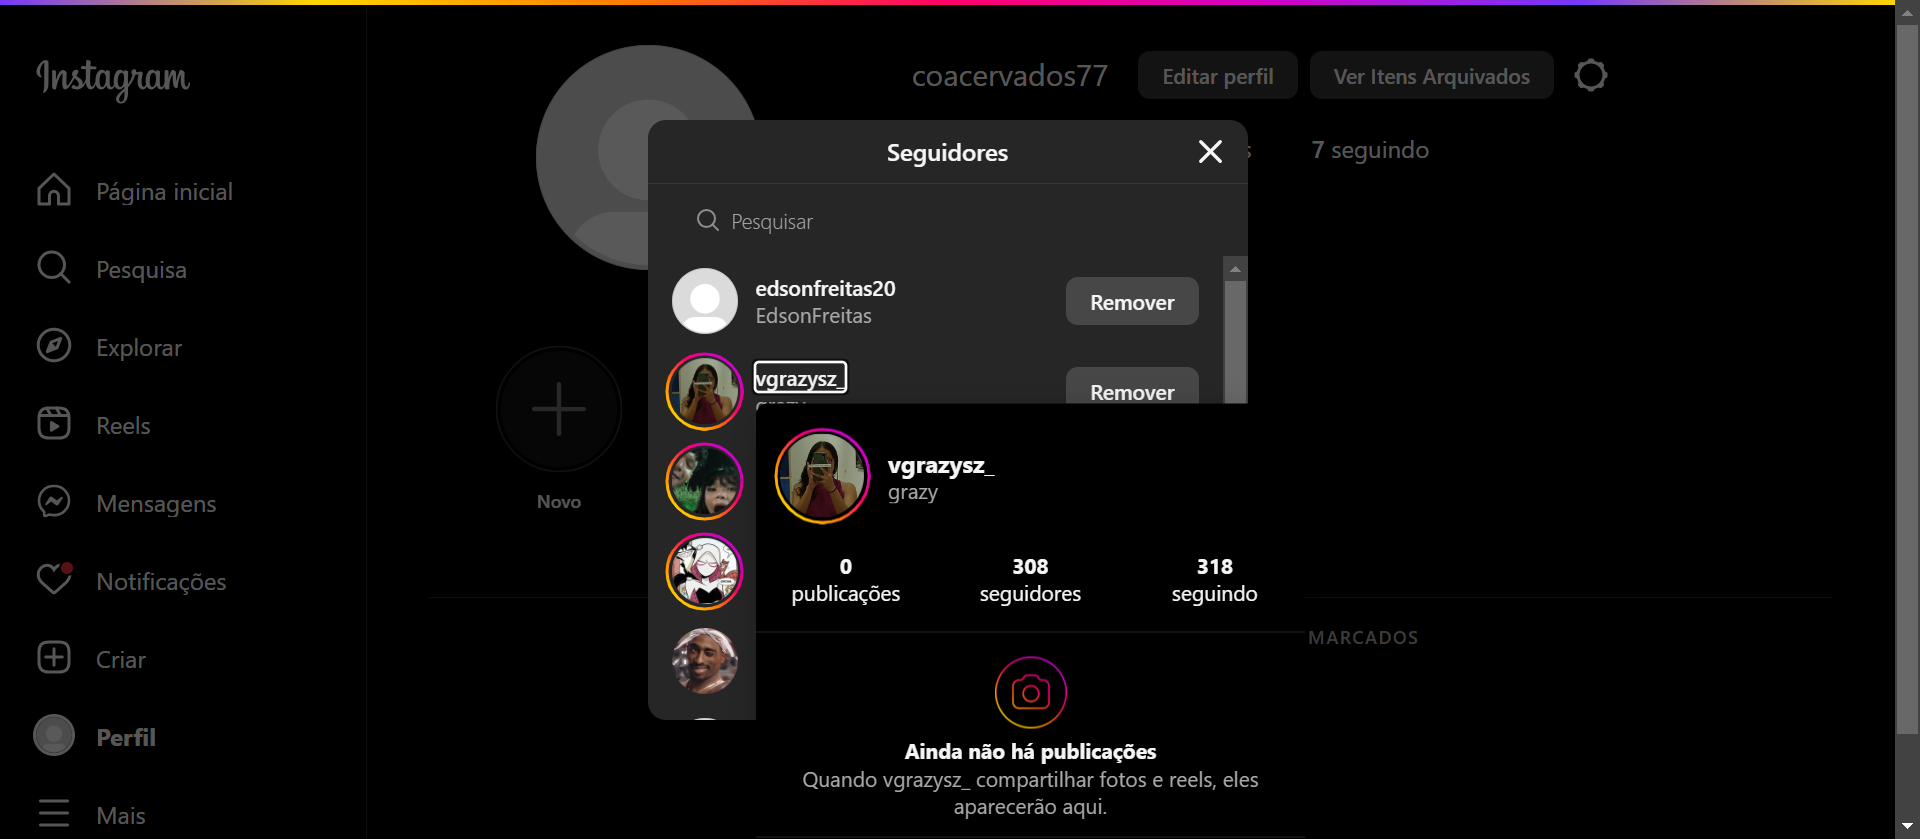 Instagram
Página inicial
Pesquisa
Explorar
Reels
Mensagens
Notificações
Criar
Perfil
Mais
coacervados77
Editar perfil
Ver Itens Arquivados
7 seguindo
Novo
Seguidores
Pesquisar
edsonfreitas20
EdsonFreitas
Remover
vgrazysz_
grazy
Remover
vgrazysz_
grazy
0
publicações
308
seguidores
318
seguindo
MARCADOS
Ainda não há publicações
Quando vgrazysz_ compartilhar fotos e reels, eles
aparecerão aqui.